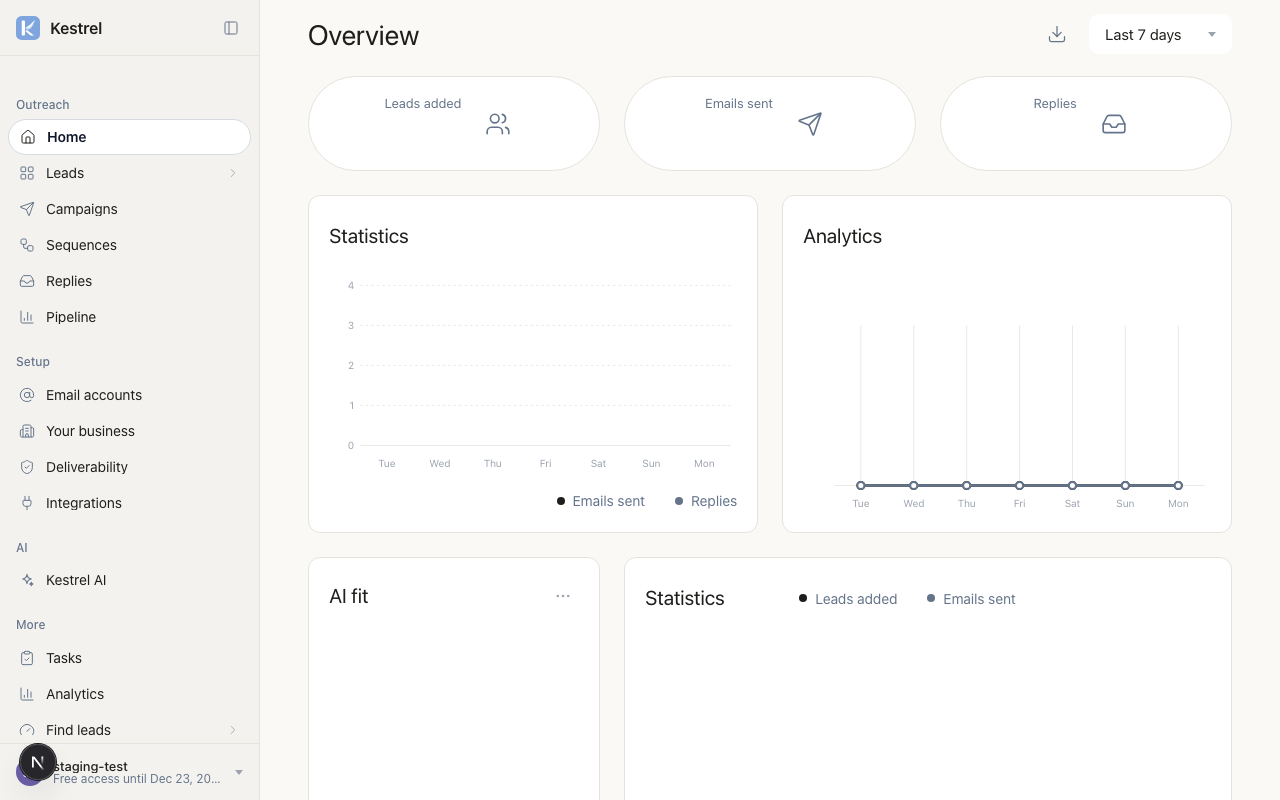 Kestrel
Outreach
Home
Leads
Campaigns
Sequences
Replies
Pipeline
Setup
Email accounts
Your business
Deliverability
Integrations
AI
Kestrel AI
More
Tasks
Analytics
Find leads
staging-test
Free access until Dec 23, 20...
N
Overview
Last 7 days
Leads added
Emails sent
Replies
Statistics
4
3
2
1
0
Tue Wed Thu Fri Sat Sun Mon
Emails sent Replies
Analytics
Tue Wed Thu Fri Sat Sun Mon
AI fit
Statistics
Leads added Emails sent